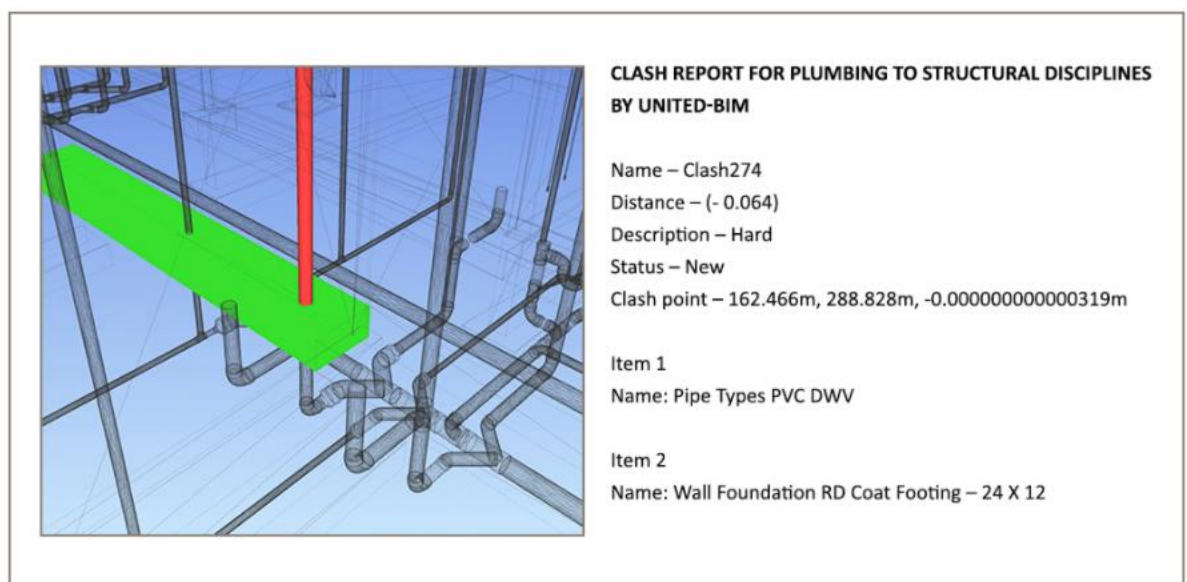 CLASH REPORT FOR PLUMBING TO STRUCTURAL DISCIPLINES
BY UNITED-BIM
Name – Clash274
Distance – (- 0.064)
Description – Hard
Status – New
Clash point – 162.466m, 288.828m, -0.000000000000319m
Item 1
Name: Pipe Types PVC DWV
Item 2
Name: Wall Foundation RD Coat Footing – 24 X 12